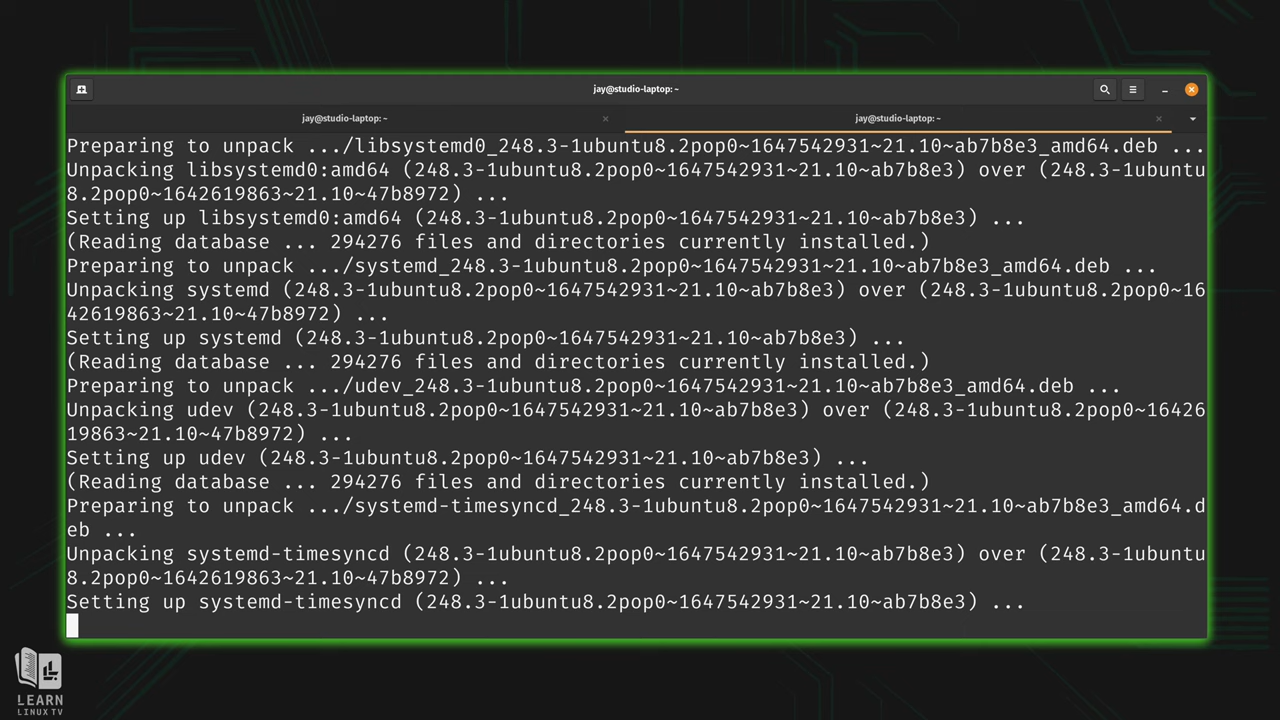 jay@studio-laptop: ~
jay@studio-laptop: ~
jay@studio-laptop: ~
Preparing to unpack .../libsystemd0_248.3-1ubuntu8.2pop0~1647542931~21.10~ab7b8e3_amd64.deb ...
Unpacking libsystemd0:amd64 (248.3-1ubuntu8.2pop0~1647542931~21.10~ab7b8e3) over (248.3-1ubuntu
8.2pop0~1642619863~21.10~47b8972) ...
Setting up libsystemd0:amd64 (248.3-1ubuntu8.2pop0~1647542931~21.10~ab7b8e3) ...
(Reading database ... 294276 files and directories currently installed.)
Preparing to unpack .../systemd_248.3-1ubuntu8.2pop0~1647542931~21.10~ab7b8e3_amd64.deb ...
Unpacking systemd (248.3-1ubuntu8.2pop0~1647542931~21.10~ab7b8e3) over (248.3-1ubuntu8.2pop0~16
42619863~21.10~47b8972) ...
Setting up systemd (248.3-1ubuntu8.2pop0~1647542931~21.10~ab7b8e3) ...
(Reading database ... 294276 files and directories currently installed.)
Preparing to unpack .../udev_248.3-1ubuntu8.2pop0~1647542931~21.10~ab7b8e3_amd64.deb ...
Unpacking udev (248.3-1ubuntu8.2pop0~1647542931~21.10~ab7b8e3) over (248.3-1ubuntu8.2pop0~16426
19863~21.10~47b8972) ...
Setting up udev (248.3-1ubuntu8.2pop0~1647542931~21.10~ab7b8e3) ...
(Reading database ... 294276 files and directories currently installed.)
Preparing to unpack .../systemd-timesyncd_248.3-1ubuntu8.2pop0~1647542931~21.10~ab7b8e3_amd64.d
eb ...
Unpacking systemd-timesyncd (248.3-1ubuntu8.2pop0~1647542931~21.10~ab7b8e3) over (248.3-1ubuntu
8.2pop0~1642619863~21.10~47b8972) ...
Setting up systemd-timesyncd (248.3-1ubuntu8.2pop0~1647542931~21.10~ab7b8e3) ...
LEARN
LINUX TV